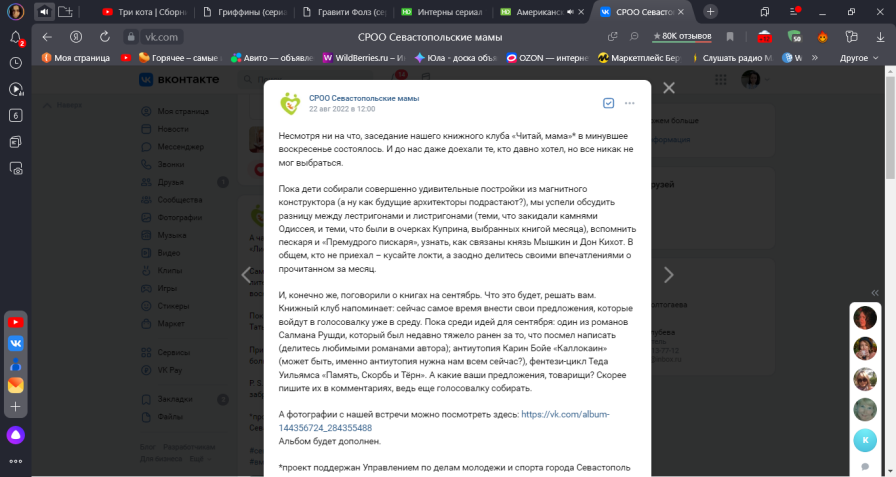 Три кота | Сборн
Гриффины (сериа
Гравити Фолз (се
Интерны сериал
Американск
СРОО Севасто
vk.com
СРОО Севастопольские мамы
★ 80K отзывов
Моя страница
Горячее – самые
Авито — объявле
WildBerries.ru – И
Юла - доска объя
OZON — интерне
Маркетплейс Бер
Слушать радио М
Другое
вконтакте
Моя страница
Новости
Мессенджер
Звонки
Друзья
Сообщества
Фотографии
Музыка
Видео
Клипы
Игры
Стикеры
Маркет
Сервисы
VK Pay
Закладки
Файлы
СРОО Севастопольские мамы
22 авг 2022 в 12:00
Несмотря ни на что, заседание нашего книжного клуба «Читай, мама»* в минувшее
воскресенье состоялось. И до нас даже доехали те, кто давно хотел, но все никак не
мог выбраться.
Пока дети собирали совершенно удивительные постройки из магнитного
конструктора (а ну как будущие архитекторы подрастают?), мы успели обсудить
разницу между лестригонами и листригонами (теми, что закидали камнями
Одиссея, и теми, что были в очерках Куприна, выбранных книгой месяца), вспомнить
пескаря и «Премудрого пискаря», узнать, как связаны князь Мышкин и Дон Кихот. В
общем, кто не приехал – кусайте локти, а заодно делитесь своими впечатлениями о
прочитанном за месяц.
И, конечно же, поговорили о книгах на сентябрь. Что это будет, решать вам.
Книжный клуб напоминает: сейчас самое время внести свои предложения, которые
войдут в голосовалку уже в среду. Пока среди идей для сентября: один из романов
Салмана Рушди, который был недавно тяжело ранен за то, что посмел написать
(делитесь любимыми романами автора); антиутопия Карин Бойе «Каллокаин»
(может быть, именно антиутопия нужна нам всем сейчас?), фентези-цикл Теда
Уильямса «Память, Скорбь и Тёрн». А какие ваши предложения, товарищи? Скорее
пишите их в комментариях, ведь еще голосовалку собирать.
А фотографии с нашей встречи можно посмотреть здесь: https://vk.com/album-
144356724_284355488
Альбом будет дополнен.
*проект поддержан Управлением по делам молодежи и спорта города Севастополь